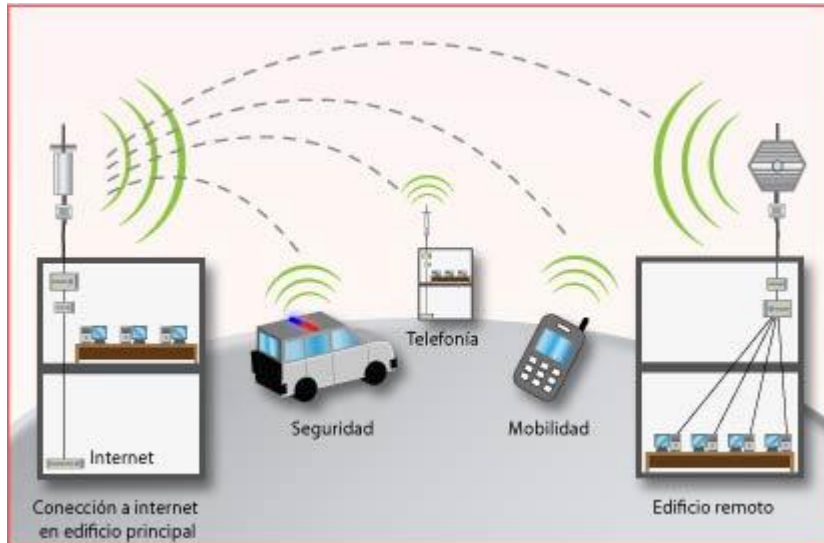 Telefonía
Seguridad
Mobilidad
Internet
Conección a internet
en edificio principal
Edificio remoto